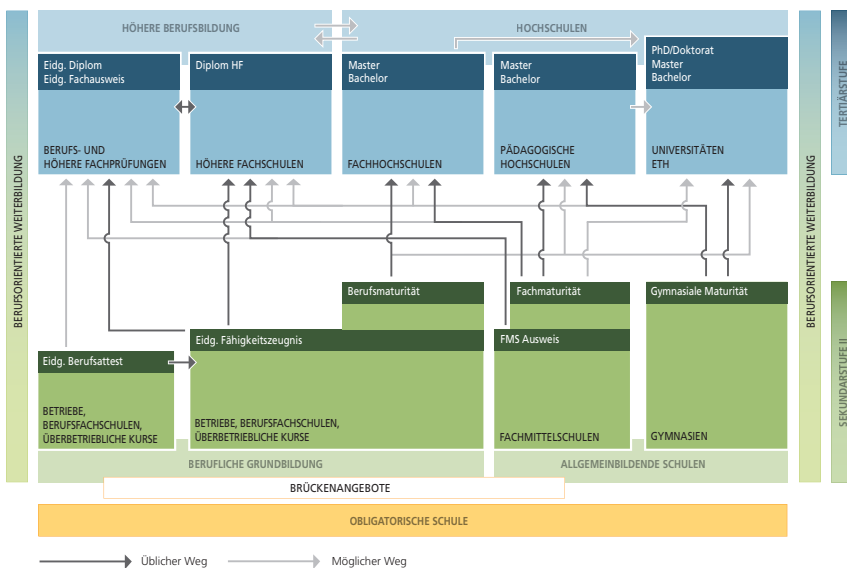 HÖHERE BERUFSBILDUNG
HOCHSCHULEN
Eidg. Diplom
Eidg. Fachausweis
Diplom HF
Master
Bachelor
Master
Bachelor
PhD/Doktorat
Master
Bachelor
BERUFS- UND
HÖHERE FACHPRÜFUNGEN
HÖHERE FACHSCHULEN
FACHHOCHSCHULEN
PÄDAGOGISCHE
HOCHSCHULEN
UNIVERSITÄTEN
ETH
TERTIÄRSTUFE
BERUFSORIENTIERTE WEITERBILDUNG
BERUFSORIENTIERTE WEITERBILDUNG
Berufsmaturität
Fachmaturität
Gymnasiale Maturität
Eidg. Fähigkeitszeugnis
FMS Ausweis
Eidg. Berufsattest
BETRIEBE,
BERUFSFACHSCHULEN,
ÜBERBETRIEBLICHE KURSE
BETRIEBE, BERUFSFACHSCHULEN,
ÜBERBETRIEBLICHE KURSE
FACHMITTELSCHULEN
GYMNASIEN
SEKUNDARSTUFE II
BERUFLICHE GRUNDBILDUNG
ALLGEMEINBILDENDE SCHULEN
BRÜCKENANGEBOTE
OBLIGATORISCHE SCHULE
Üblicher Weg
Möglicher Weg